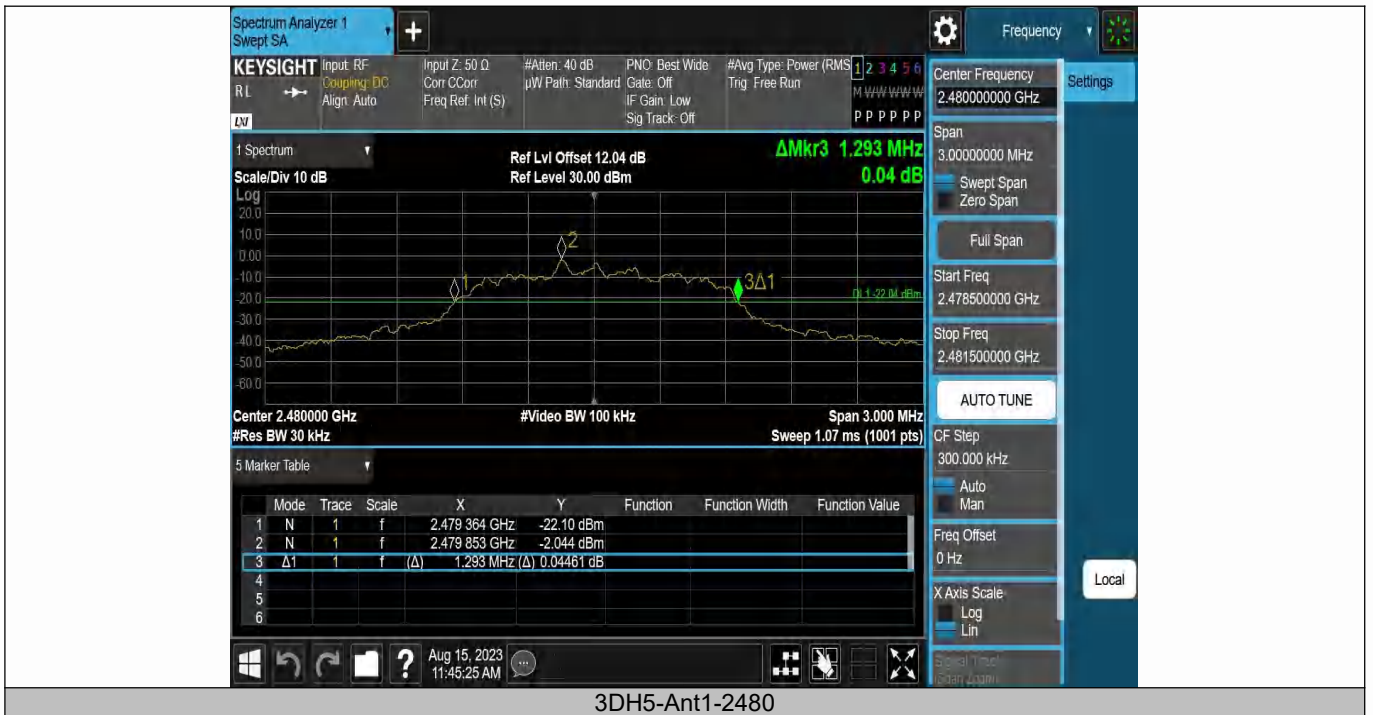 Spectrum Analyzer 1
Swept SA
+
Frequency
KEYSIGHT
RL
LXI
Input: RF
Coupling: DC
Align: Auto
Input Z: 50 Ω
Corr CCorr
Freq Ref: Int (S)
#Atten: 40 dB
µW Path: Standard
PNO: Best Wide
Gate: Off
IF Gain: Low
Sig Track: Off
#Avg Type: Power (RMS
Trig: Free Run
1 2 3 4 5 6
M W W W W W
P P P P P P
Center Frequency
2.480000000 GHz
Settings
Span
3.00000000 MHz
Swept Span
Zero Span
Full Span
Start Freq
2.478500000 GHz
Stop Freq
2.481500000 GHz
AUTO TUNE
CF Step
300.000 kHz
Auto
Man
Freq Offset
0 Hz
X Axis Scale
Log
Lin
Local
1 Spectrum
Scale/Div 10 dB
Ref Lvl Offset 12.04 dB
Ref Level 30.00 dBm
ΔMkr3 1.293 MHz
0.04 dB
Log
20.0
10.0
0.00
-10.0
-20.0
-30.0
-40.0
-50.0
-60.0
1
2
3Δ1
DL1 -22.04 dBm
Center 2.480000 GHz
#Video BW 100 kHz
Span 3.000 MHz
#Res BW 30 kHz
Sweep 1.07 ms (1001 pts)
5 Marker Table
Mode Trace Scale X Y Function Function Width Function Value
1 N 1 f 2.479 364 GHz -22.10 dBm
2 N 1 f 2.479 853 GHz -2.044 dBm
3 Δ1 1 f (Δ) 1.293 MHz (Δ) 0.04461 dB
4
5
6
?
Aug 15, 2023
11:45:25 AM
3DH5-Ant1-2480